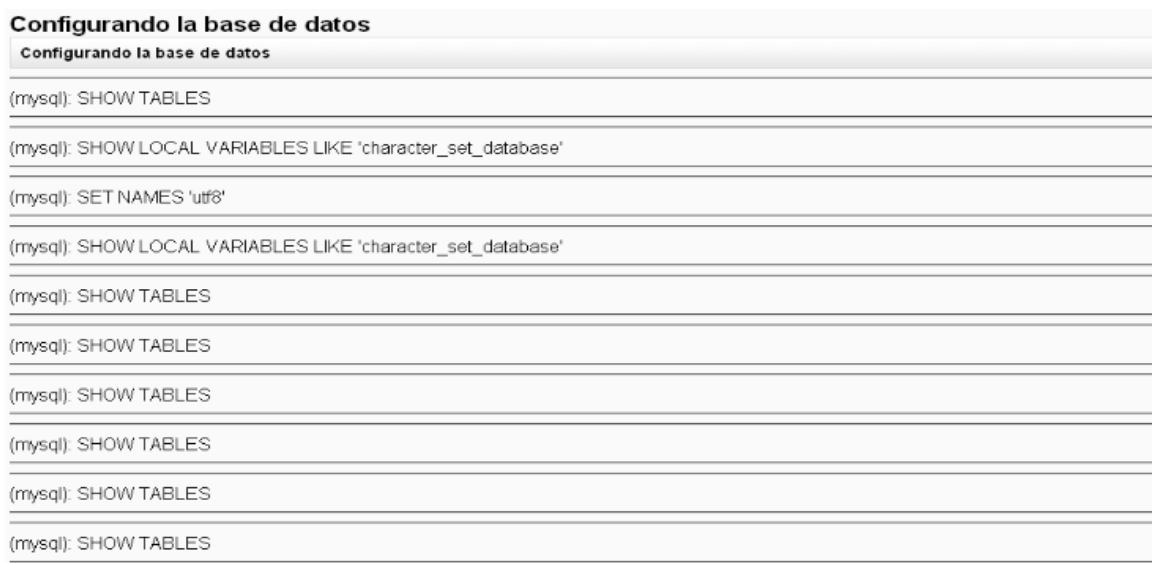 Configurando la base de datos
Configurando la base de datos
(mysql): SHOW TABLES
(mysql): SHOW LOCAL VARIABLES LIKE 'character_set_database'
(mysql): SET NAMES 'utf8'
(mysql): SHOW LOCAL VARIABLES LIKE 'character_set_database'
(mysql): SHOW TABLES
(mysql): SHOW TABLES
(mysql): SHOW TABLES
(mysql): SHOW TABLES
(mysql): SHOW TABLES
(mysql): SHOW TABLES